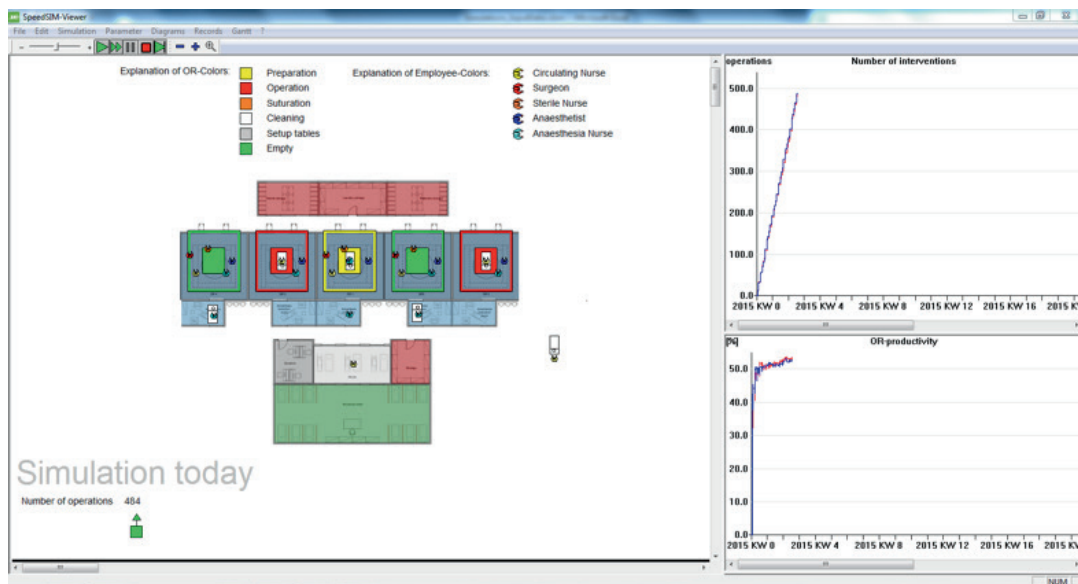 SpeedSIM-Viewer
File Edit Simulation Parameter Diagrams Records Gantt ?
Explanation of OR-Colors:
Preparation
Operation
Suturation
Cleaning
Setup tables
Empty
Explanation of Employee-Colors:
Circulating Nurse
Surgeon
Sterile Nurse
Anaesthetist
Anaesthesia Nurse
Simulation today
Number of operations 484
operations Number of interventions
500.0
400.0
300.0
200.0
100.0
0.0
2015 KW 0 2015 KW 4 2015 KW 8 2015 KW 12 2015 KW 16 2015
[%] OR-productivity
50.0
40.0
30.0
20.0
10.0
0.0
2015 KW 0 2015 KW 4 2015 KW 8 2015 KW 12 2015 KW 16 2015
NUM